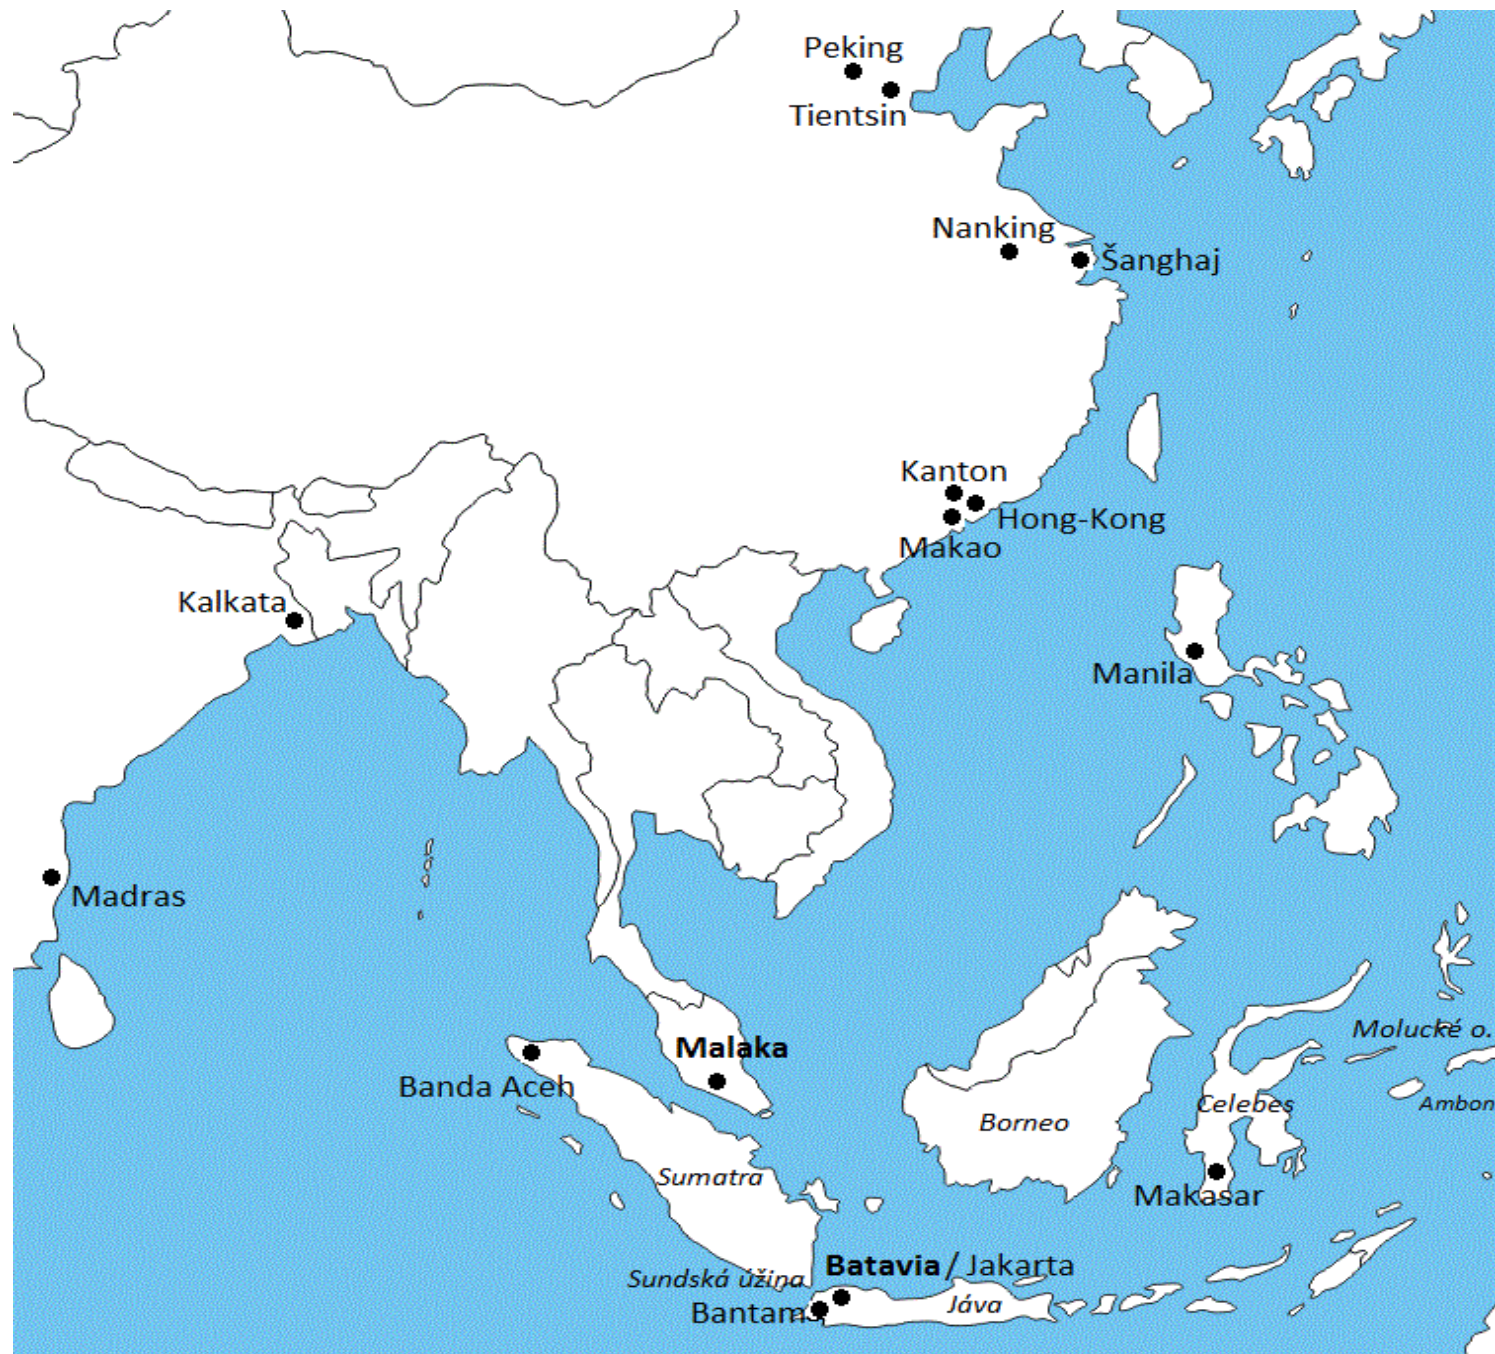 Peking
Tientsin
Nanking
Šanghaj
Kanton
Hong-Kong
Makao
Kalkata
Manila
Madras
Molucké o.
Malaka
Banda Aceh
Celebes
Ambon
Borneo
Sumatra
Makasar
Batavia / Jakarta
Sundská úžina
Jáva
Bantam